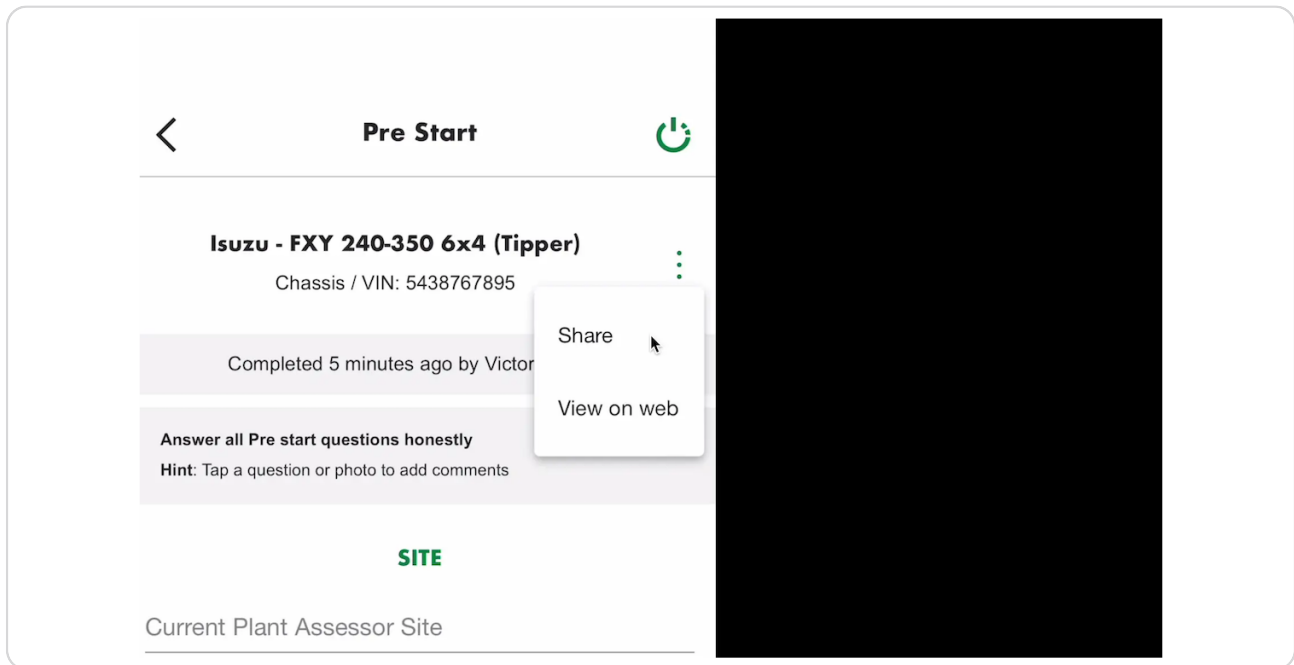 Pre Start
Isuzu - FXY 240-350 6x4 (Tipper)
Chassis / VIN: 5438767895
Share
Completed 5 minutes ago by Victor
View on web
Answer all Pre start questions honestly
Hint: Tap a question or photo to add comments
SITE
Current Plant Assessor Site